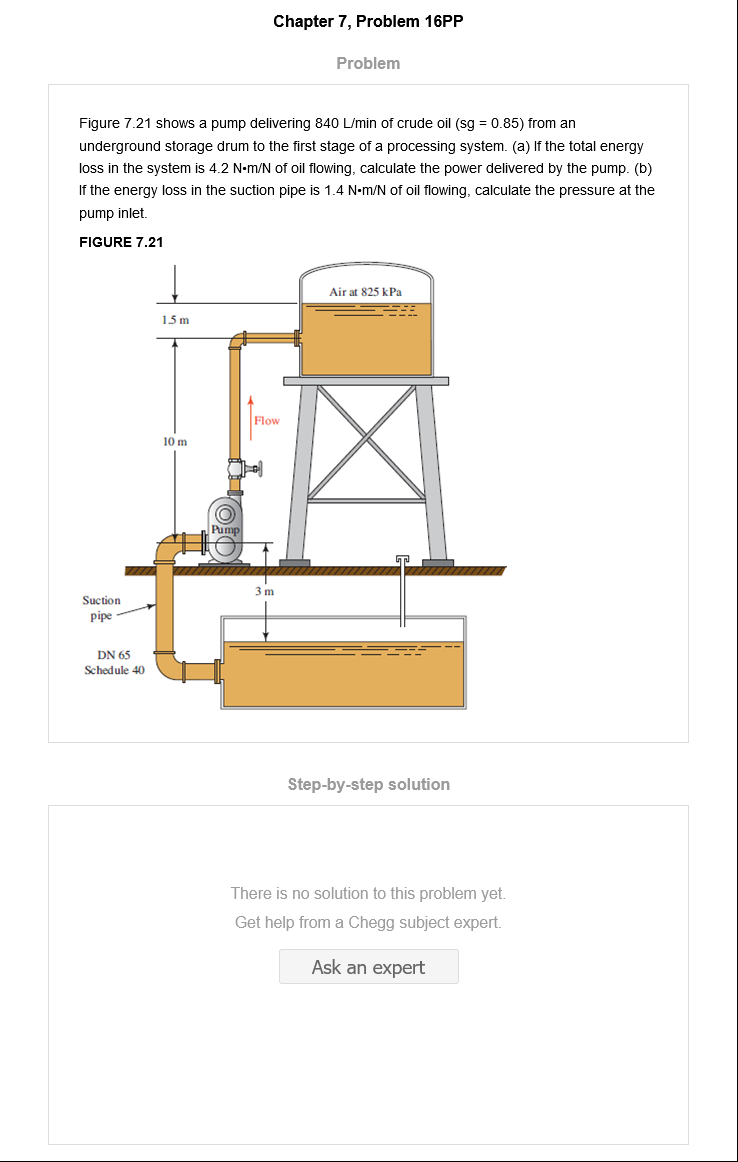 Chapter 7, Problem 16PP
Problem
Figure 7.21 shows a pump delivering 840 L/min of crude oil (sg = 0.85) from an
underground storage drum to the first stage of a processing system. (a) If the total energy
loss in the system is 4.2 N•m/N of oil flowing, calculate the power delivered by the pump. (b)
If the energy loss in the suction pipe is 1.4 N•m/N of oil flowing, calculate the pressure at the
pump inlet.
FIGURE 7.21
Air at 825 kPa
1.5 m
Flow
10 m
Pump
3 m
Suction
pipe
DN 65
Schedule 40
Step-by-step solution
There is no solution to this problem yet.
Get help from a Chegg subject expert.
Ask an expert